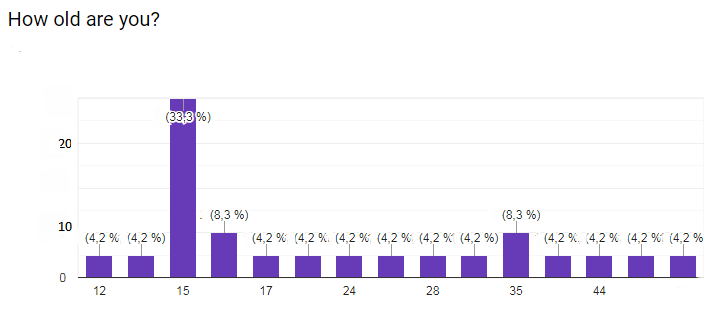 How old are you?
(33,3 %)
20
(8,3 %) (8,3 %)
10
(4,2 % (4,2 %) (4,2 % (4,2 % (4,2 % (4,2 % (4,2 % (4,2 %) (4,2 % (4,2 % (4,2 % (4,2 %
0
12 15 17 24 28 35 44